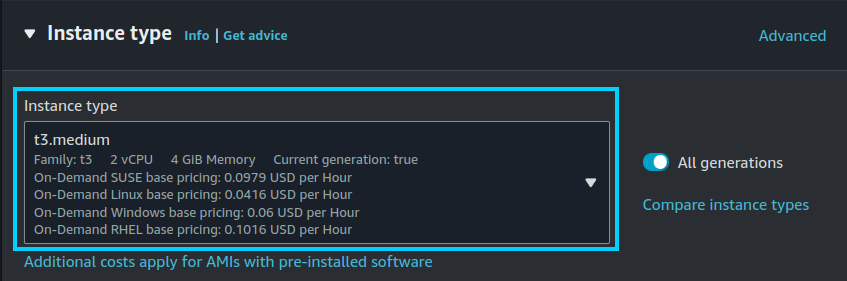 Instance type Info | Get advice Advanced
Instance type
t3.medium
Family: t3 2 vCPU 4 GiB Memory Current generation: true
On-Demand SUSE base pricing: 0.0979 USD per Hour
On-Demand Linux base pricing: 0.0416 USD per Hour
On-Demand Windows base pricing: 0.06 USD per Hour
On-Demand RHEL base pricing: 0.1016 USD per Hour
All generations
Compare instance types
Additional costs apply for AMIs with pre-installed software